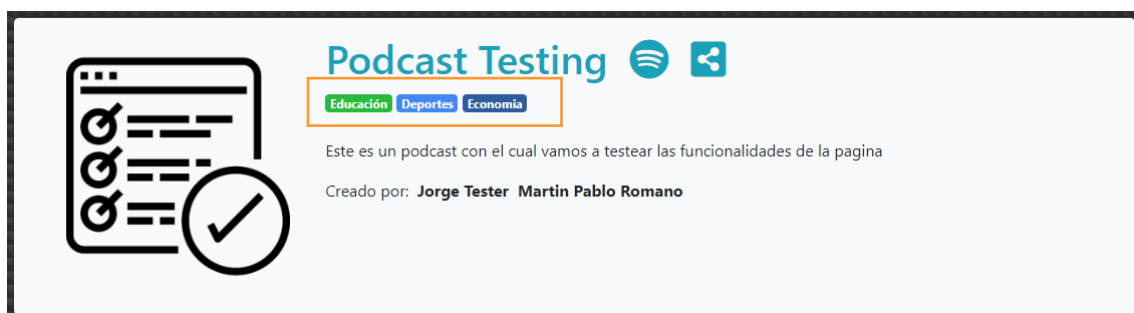 Podcast Testing
Educación Deportes Economia
Este es un podcast con el cual vamos a testear las funcionalidades de la pagina
Creado por: Jorge Tester Martin Pablo Romano